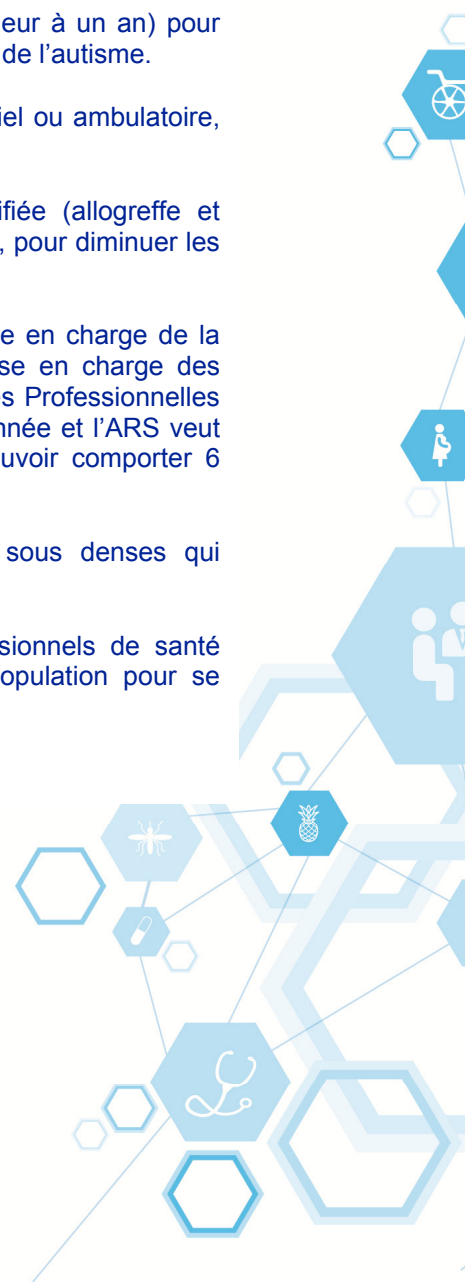 eur à un an) pour
de l’autisme.
iel ou ambulatoire,
ifiée (allogreffe et
, pour diminuer les
e en charge de la
se en charge des
s Professionnelles
nnée et l’ARS veut
uvoir comporter 6
sous denses qui
sionnels de santé
opulation pour se